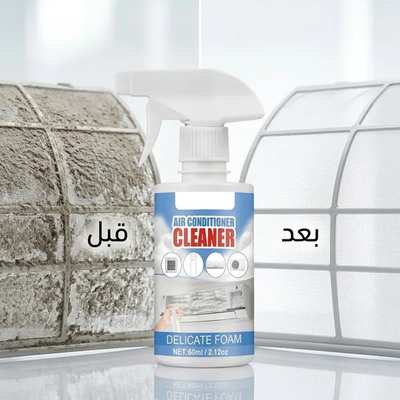 قبل
بعد
AIR CONDITIONER
CLEANER
DELICATE FOAM
NET:60ml / 2.12oz